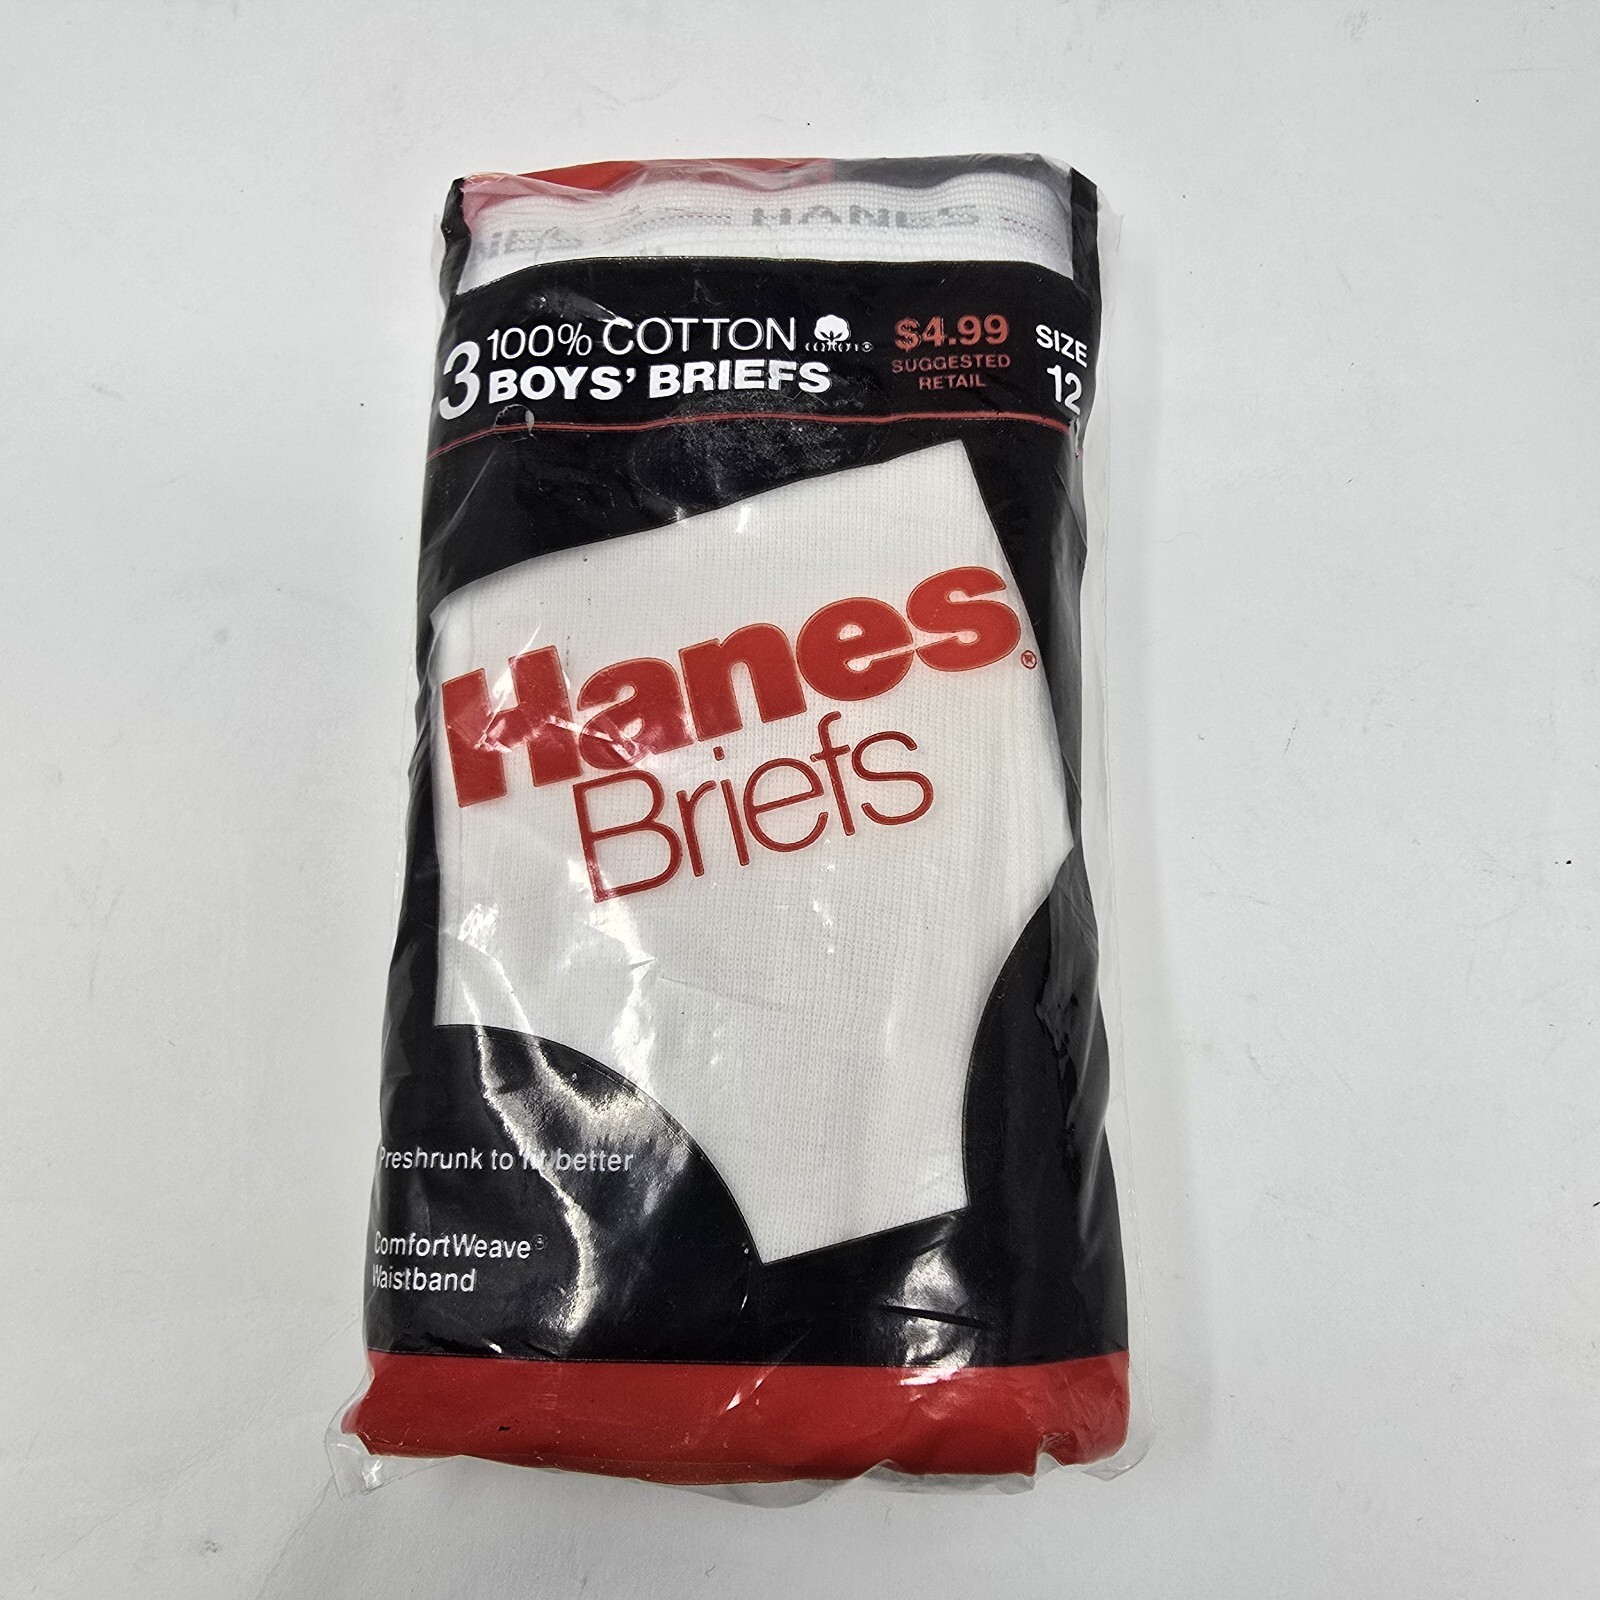 HANES
3
100% COTTON
BOYS' BRIEFS
$4.99
SUGGESTED
RETAIL
SIZE
12
Hanes®
Briefs
Preshrunk to fit better
ComfortWeave®
Waistband